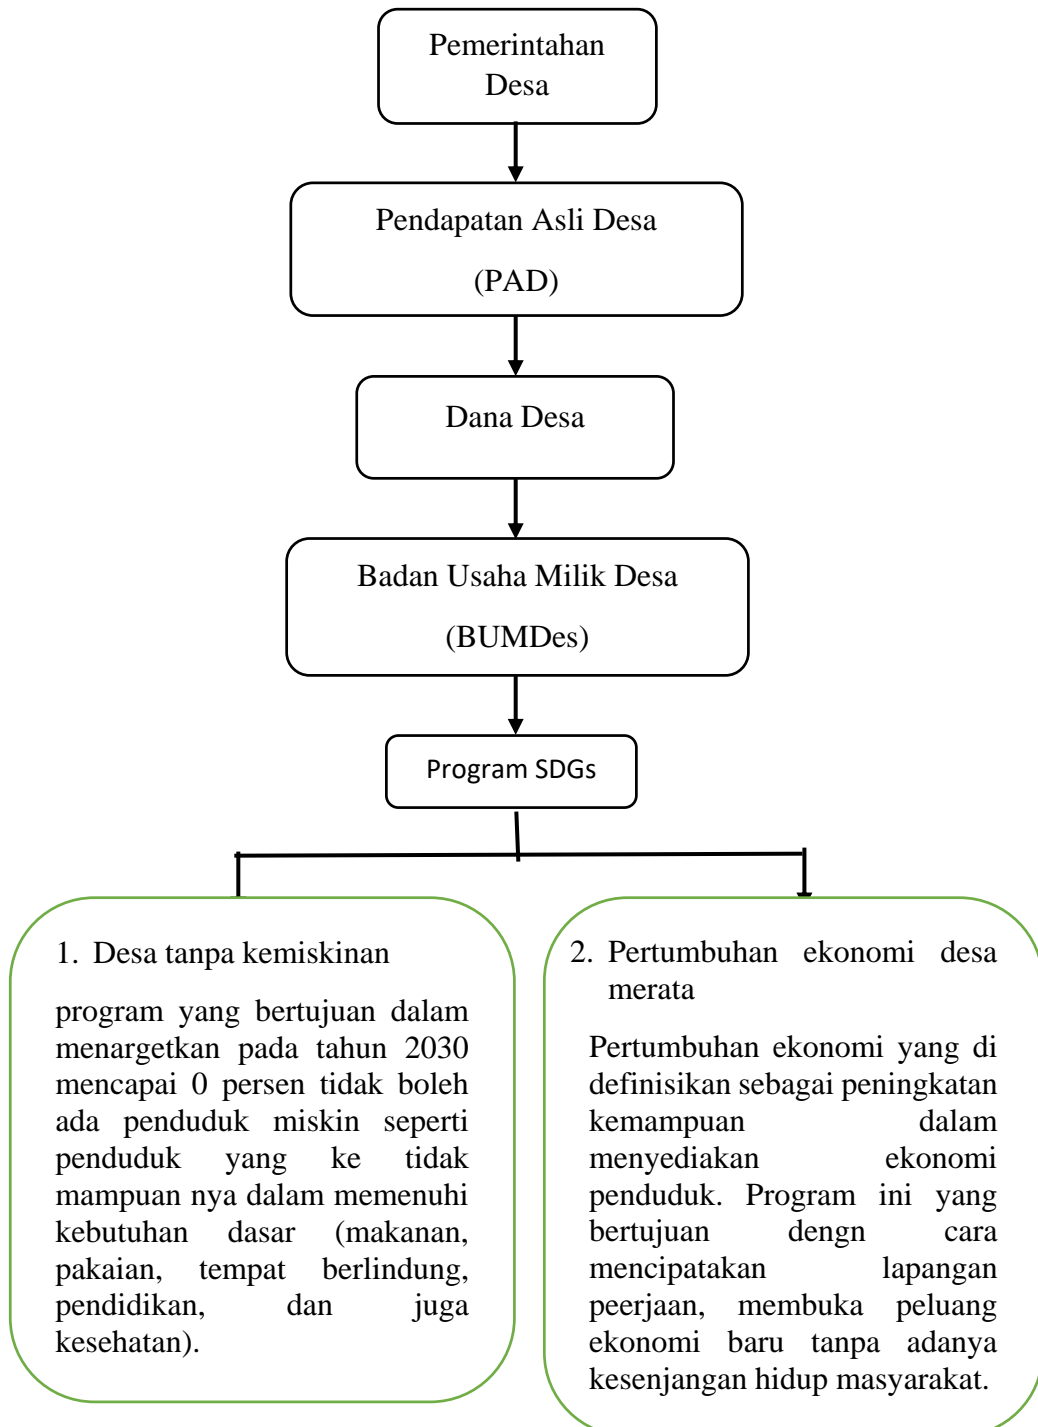 Pemerintahan
Desa
Pendapatan Asli Desa
(PAD)
Dana Desa
Badan Usaha Milik Desa
(BUMDes)
Program SDGs
1. Desa tanpa kemiskinan
program yang bertujuan dalam
menargetkan pada tahun 2030
mencapai 0 persen tidak boleh
ada penduduk miskin seperti
penduduk yang ke tidak
mampuan nya dalam memenuhi
kebutuhan dasar (makanan,
pakaian, tempat berlindung,
pendidikan, dan juga
kesehatan).
2. Pertumbuhan ekonomi desa
merata
Pertumbuhan ekonomi yang di
definisikan sebagai peningkatan
kemampuan dalam
menyediakan ekonomi
penduduk. Program ini yang
bertujuan dengn cara
mencipatakan lapangan
peerjaan, membuka peluang
ekonomi baru tanpa adanya
kesenjangan hidup masyarakat.